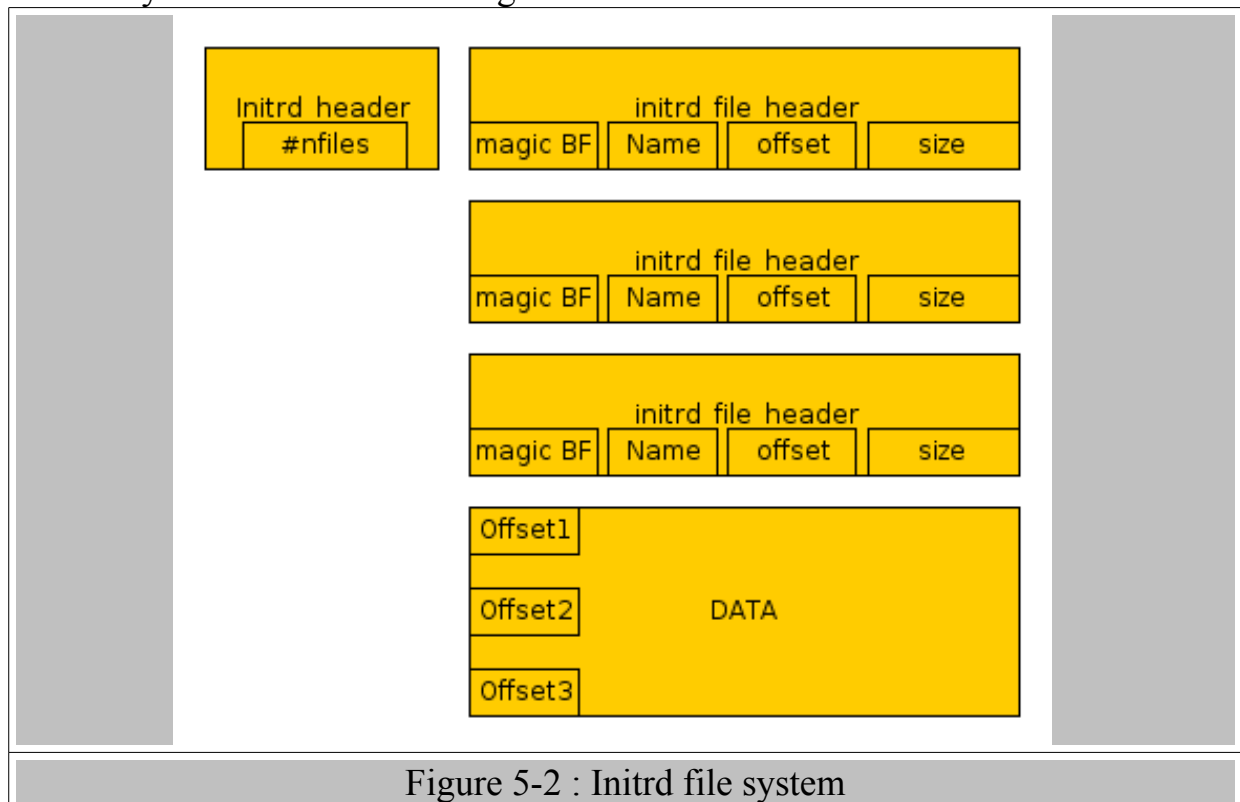 Initrd header
#nfiles
initrd file header
magic BF Name offset size
initrd file header
magic BF Name offset size
initrd file header
magic BF Name offset size
Offset1
Offset2 DATA
Offset3
Figure 5-2 : Initrd file system